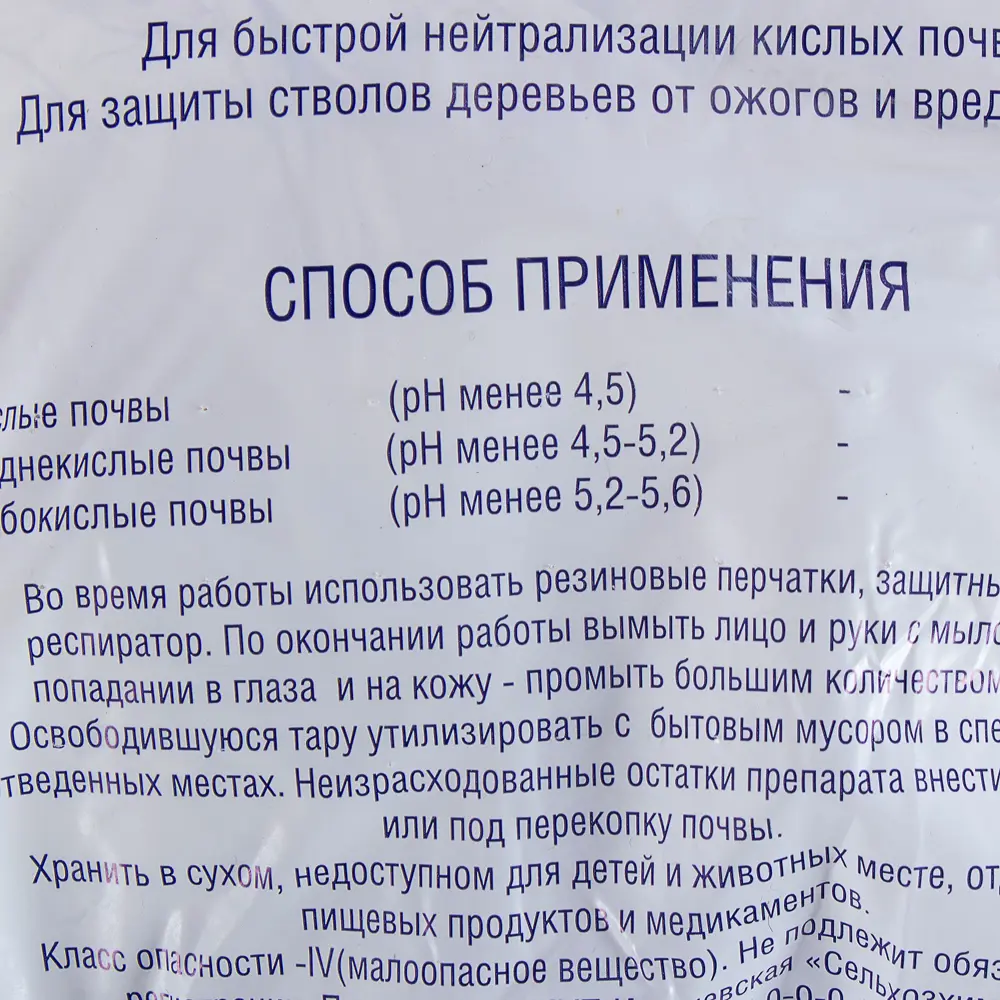 Для быстрой нейтрализации кислых почв
Для защиты стволов деревьев от ожогов и вред
СПОСОБ ПРИМЕНЕНИЯ
слые почвы (pH менее 4,5) -
днекислые почвы (pH менее 4,5-5,2) -
бокислые почвы (pH менее 5,2-5,6) -
Во время работы использовать резиновые перчатки, защитны
респиратор. По окончании работы вымыть лицо и руки с мыло
попадании в глаза и на кожу - промыть большим количеством
Освободившуюся тару утилизировать с бытовым мусором в спе
тведенных местах. Неизрасходованные остатки препарата внести
или под перекопку почвы.
Хранить в сухом, недоступном для детей и животных месте, от
пищевых продуктов и медикаментов.
Класс опасности -IV(малоопасное вещество). Не подлежит обяз
вская «Сельхозхи